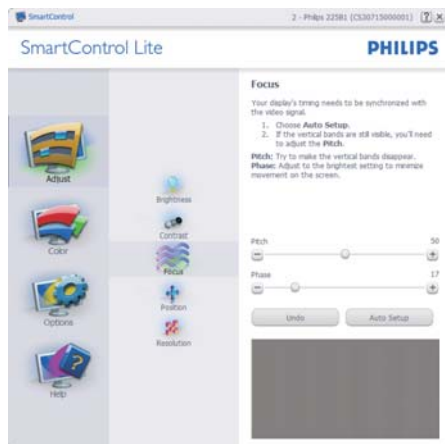 SmartControl
2 - Philips 225B1 (CS30715000001)
SmartControl Lite
PHILIPS
Adjust
Color
Options
Help
Brightness
Contrast
Focus
Position
Resolution
Focus
Your display's timing needs to be synchronized with
the video signal.
1. Choose Auto Setup.
2. If the vertical bands are still visible, you'll need
to adjust the Pitch.
Pitch: Try to make the vertical bands disappear.
Phase: Adjust to the brightest setting to minimize
movement on the screen.
Pitch 50
Phase 17
Undo Auto Setup